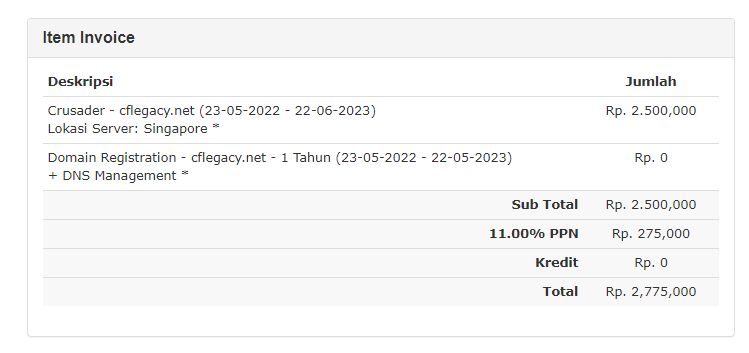 Item Invoice
Deskripsi Jumlah
Crusader - cflegacy.net (23-05-2022 - 22-06-2023) Rp. 2.500,000
Lokasi Server: Singapore *
Domain Registration - cflegacy.net - 1 Tahun (23-05-2022 - 22-05-2023) Rp. 0
+ DNS Management *
Sub Total Rp. 2.500,000
11.00% PPN Rp. 275,000
Kredit Rp. 0
Total Rp. 2,775,000